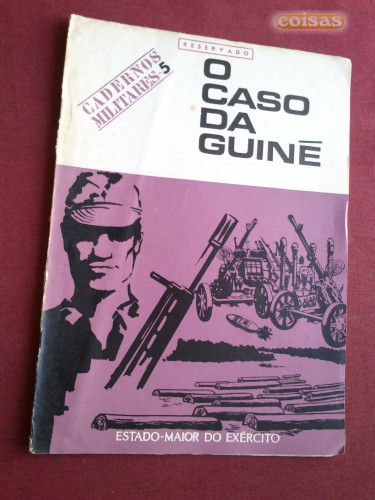 coisas
RESERVADO
CADERNOS
MILITARES 5
O
CASO
DA
GUINÉ
ESTADO-MAIOR DO EXÉRCITO